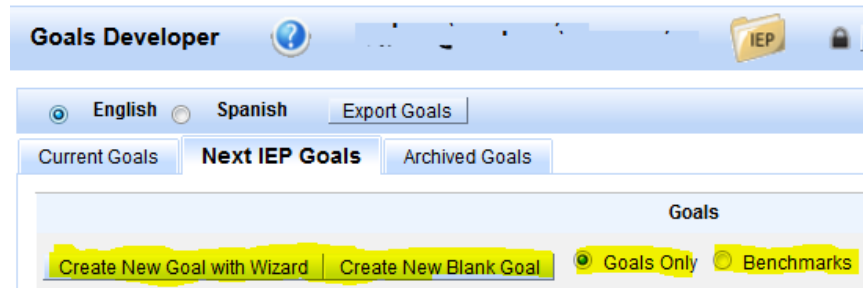 Goals Developer ? IEP
English Spanish Export Goals
Current Goals Next IEP Goals Archived Goals
Goals
Create New Goal with Wizard Create New Blank Goal Goals Only Benchmarks